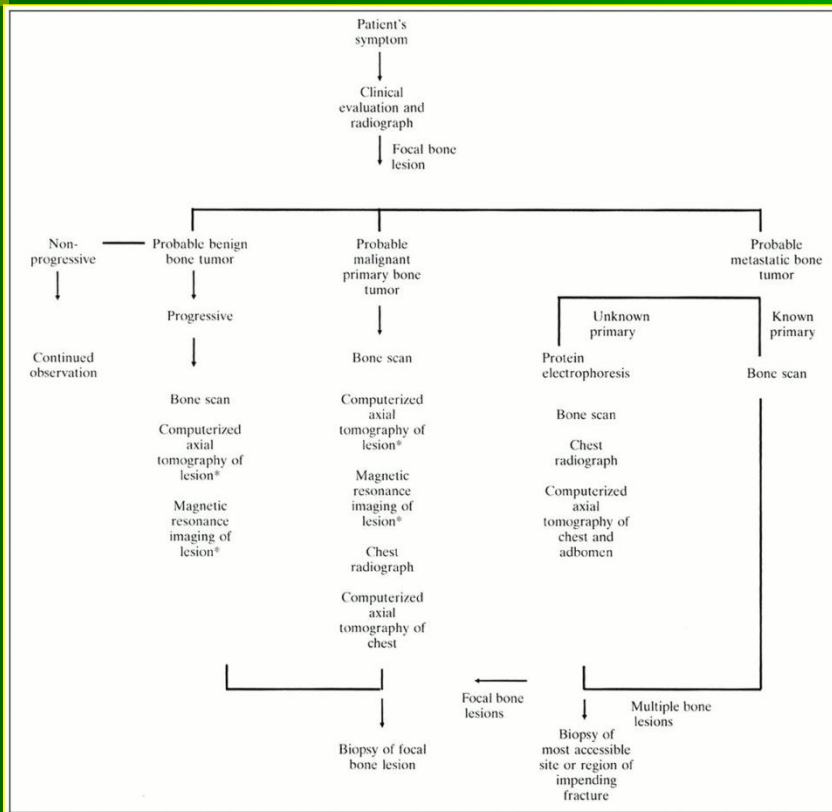 Patient's
symptom
Clinical
evaluation and
radiograph
Focal bone
lesion
Non-
progressive
Continued
observation
Probable benign
bone tumor
Progressive
Bone scan
Computerized
axial
tomography of
lesion*
Magnetic
resonance
imaging of
lesion*
Probable
malignant
primary bone
tumor
Bone scan
Computerized
axial
tomography of
lesion*
Magnetic
resonance
imaging of
lesion*
Chest
radiograph
Computerized
axial
tomography of
chest
Probable
metastatic bone
tumor
Unknown
primary
Known
primary
Protein
electrophoresis
Bone scan
Chest
radiograph
Computerized
axial
tomography of
chest and
adbomen
Bone scan
Focal bone
lesions
Multiple bone
lesions
Biopsy of focal
bone lesion
Biopsy of
most accessible
site or region of
impending
fracture